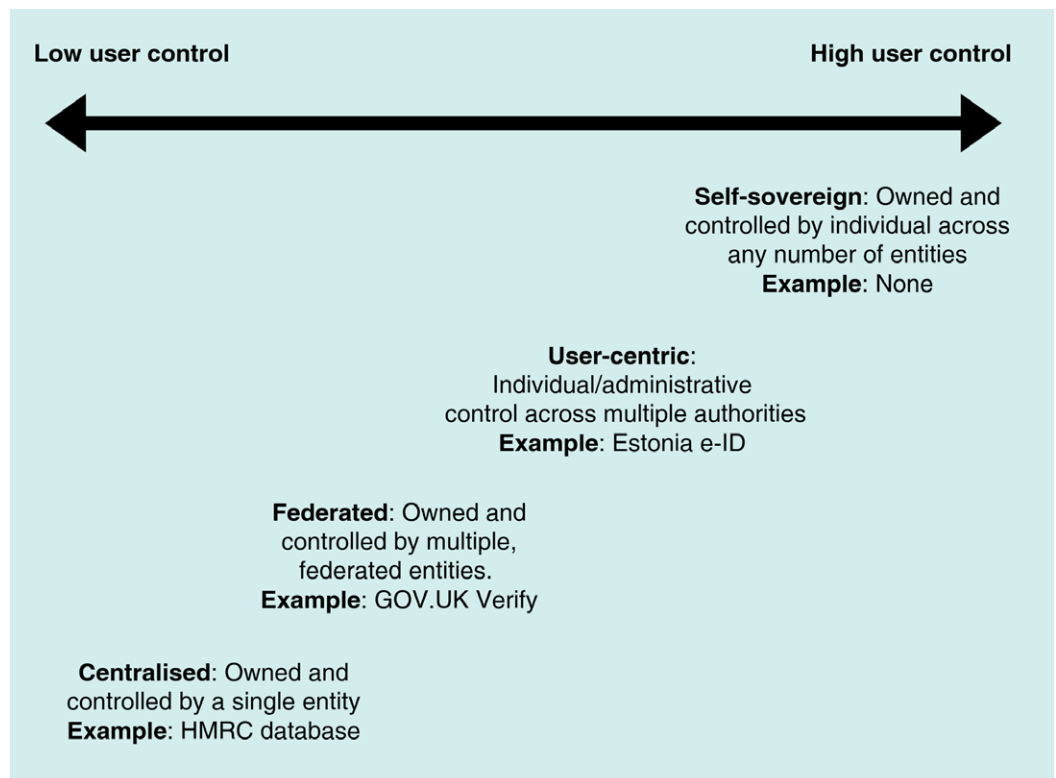 Low user control
High user control
Self-sovereign: Owned and
controlled by individual across
any number of entities
Example: None
User-centric:
Individual/administrative
control across multiple authorities
Example: Estonia e-ID
Federated: Owned and
controlled by multiple,
federated entities.
Example: GOV.UK Verify
Centralised: Owned and
controlled by a single entity
Example: HMRC database